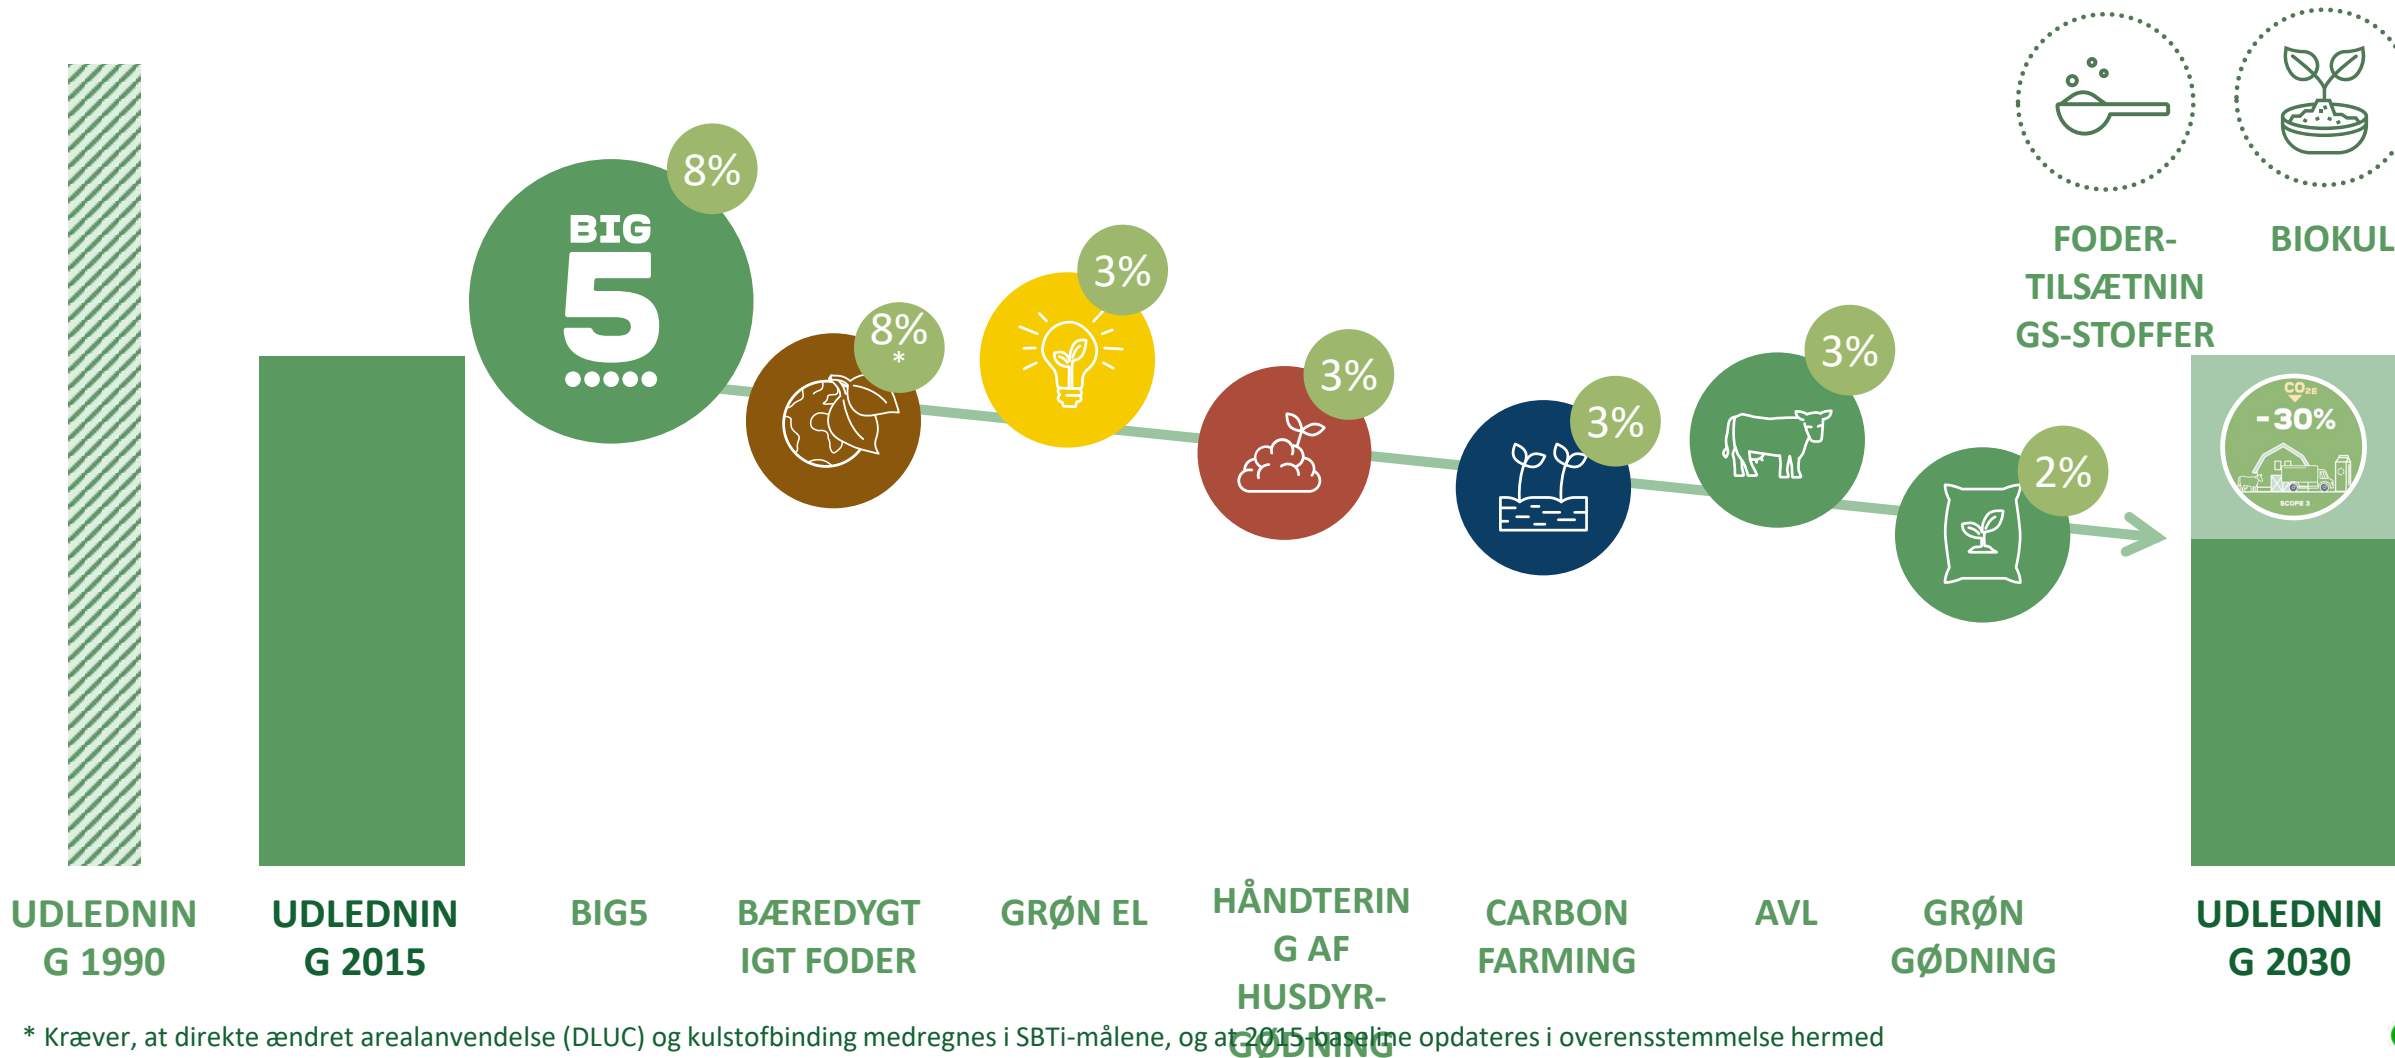 8%
BIG
5
8%
*
3%
3%
3%
3%
2%
FODER-
TILSÆTNIN
GS-STOFFER
BIOKUL
CO2E
-30%
SCOPE 3
UDLEDNIN
G 1990
UDLEDNIN
G 2015
BIG5
BÆREDYGT
IGT FODER
GRØN EL
HÅNDTERIN
G AF
HUSDYR-
GØDNING
CARBON
FARMING
AVL
GRØN
GØDNING
UDLEDNIN
G 2030
* Kræver, at direkte ændret arealanvendelse (DLUC) og kulstofbinding medregnes i SBTi-målene, og at 2015-baseline opdateres i overensstemmelse hermed